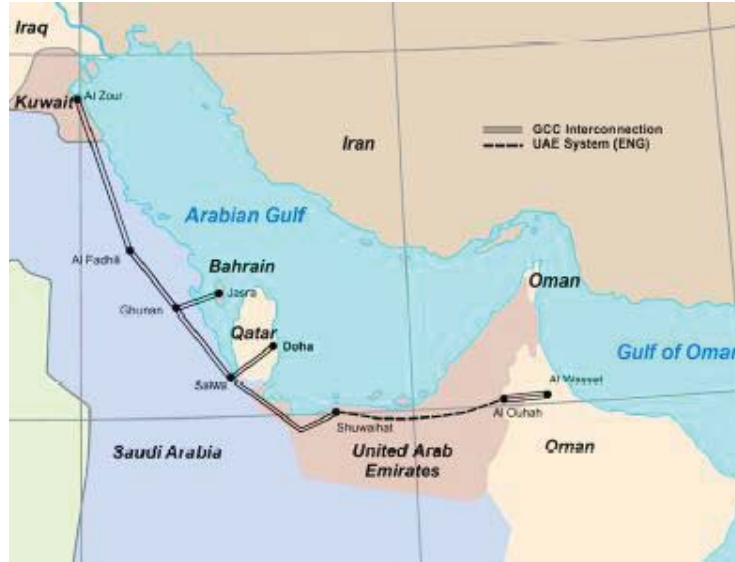 Iraq
Kuwait
Al Zour
Iran
GCC Interconnection
UAE System (ENG)
Arabian Gulf
Al Fadhili
Bahrain
Jasra
Ghunan
Oman
Qatar
Doha
Gulf of Oman
Salwa
Al Wasset
Al Ouhah
Shuwaihat
Saudi Arabia
United Arab
Emirates
Oman